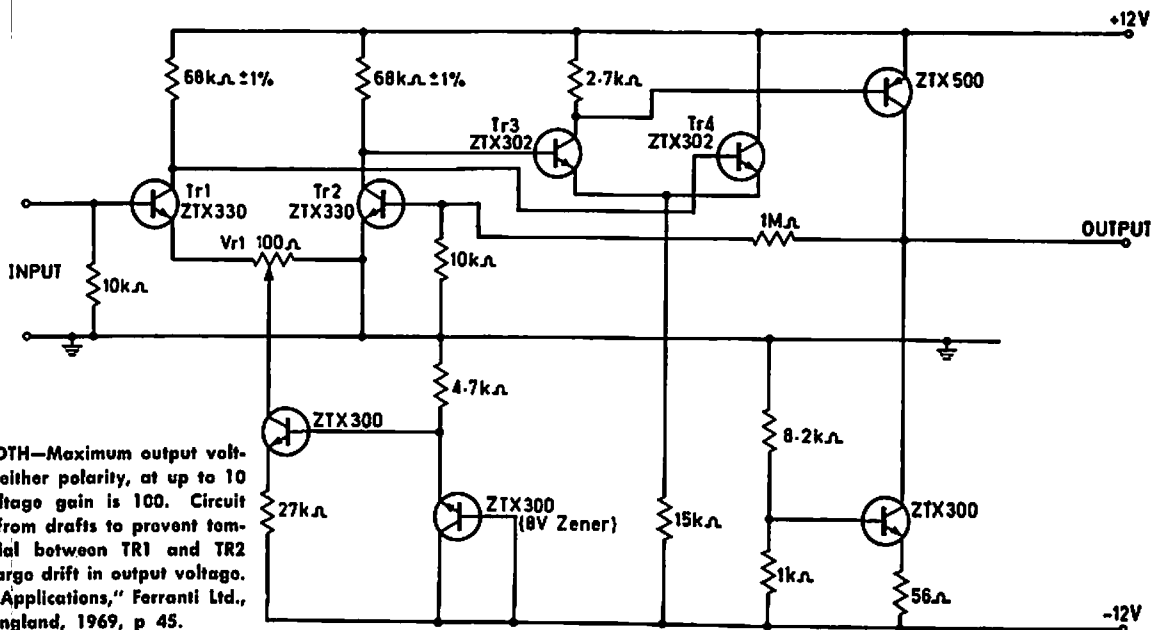 +12V
68kΩ ±1%
68kΩ ±1%
2.7kΩ
ZTX500
Tr3
ZTX302
Tr4
ZTX302
Tr1
ZTX330
Tr2
ZTX330
1MΩ
OUTPUT
Vr1 100Ω
INPUT
10kΩ
10kΩ
4.7kΩ
ZTX300
8.2kΩ
DTH—Maximum output volt-
either polarity, at up to 10
ltage gain is 100. Circuit
from drafts to prevent tem-
ial between TR1 and TR2
arge drift in output voltage.
Applications," Ferranti Ltd.,
ngland, 1969, p 45.
27kΩ
ZTX300
(8V Zener)
15kΩ
ZTX300
1kΩ
56Ω
-12V